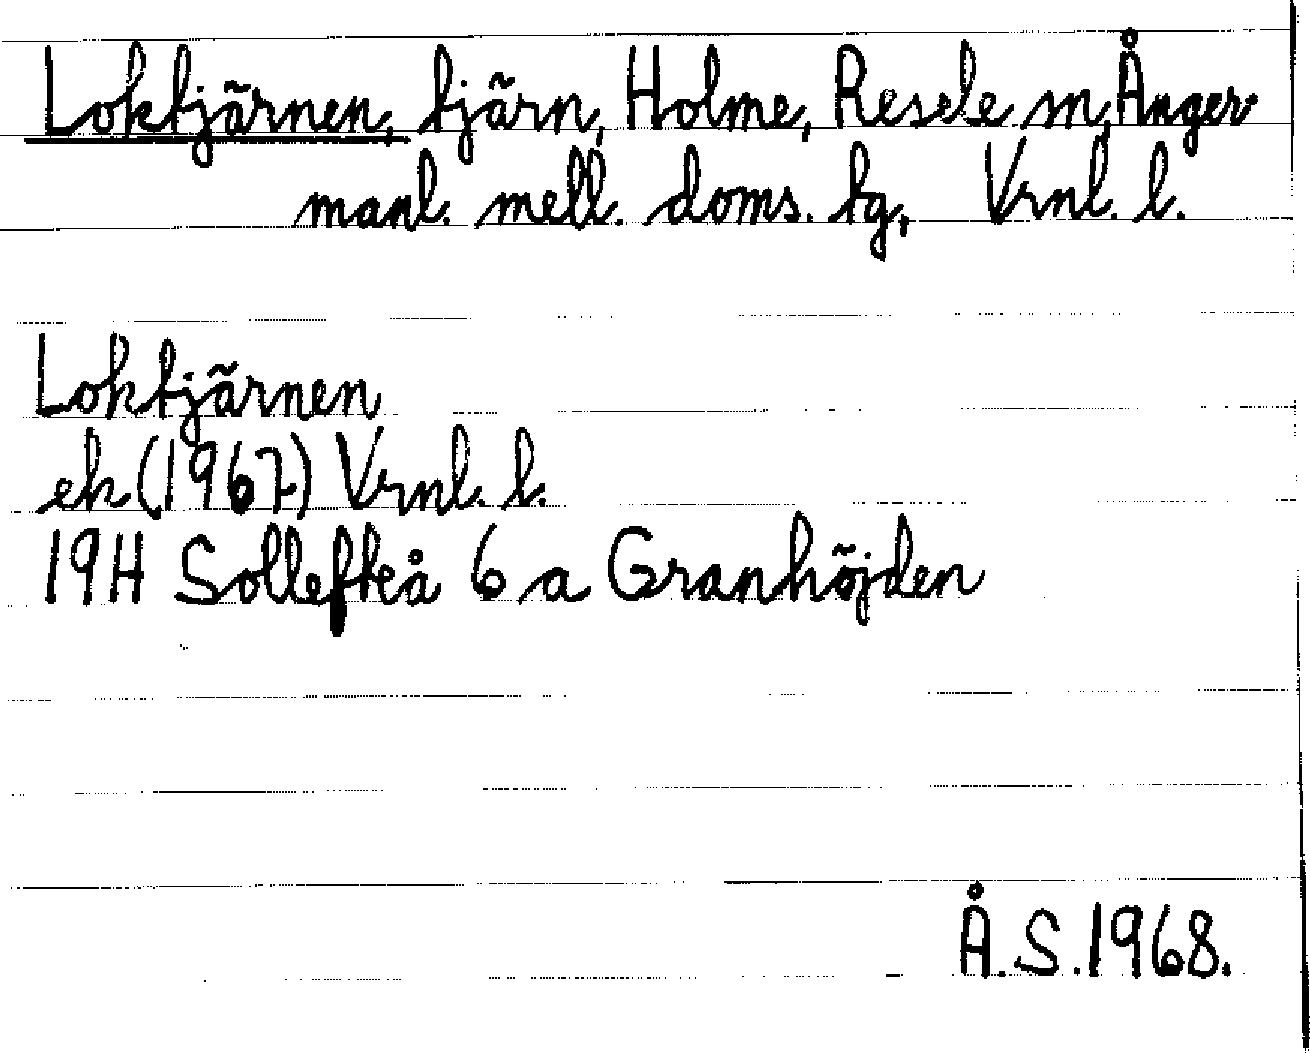 Loktjärnen, tjärn, Holme, Resele sn, Ånger-
manl. mell. doms. tg, Vrnl. l.
Loktjärnen
ek (1967) Vrnl. l.
19H Sollefteå 6 a Granhöjden
Å.S. 1968.